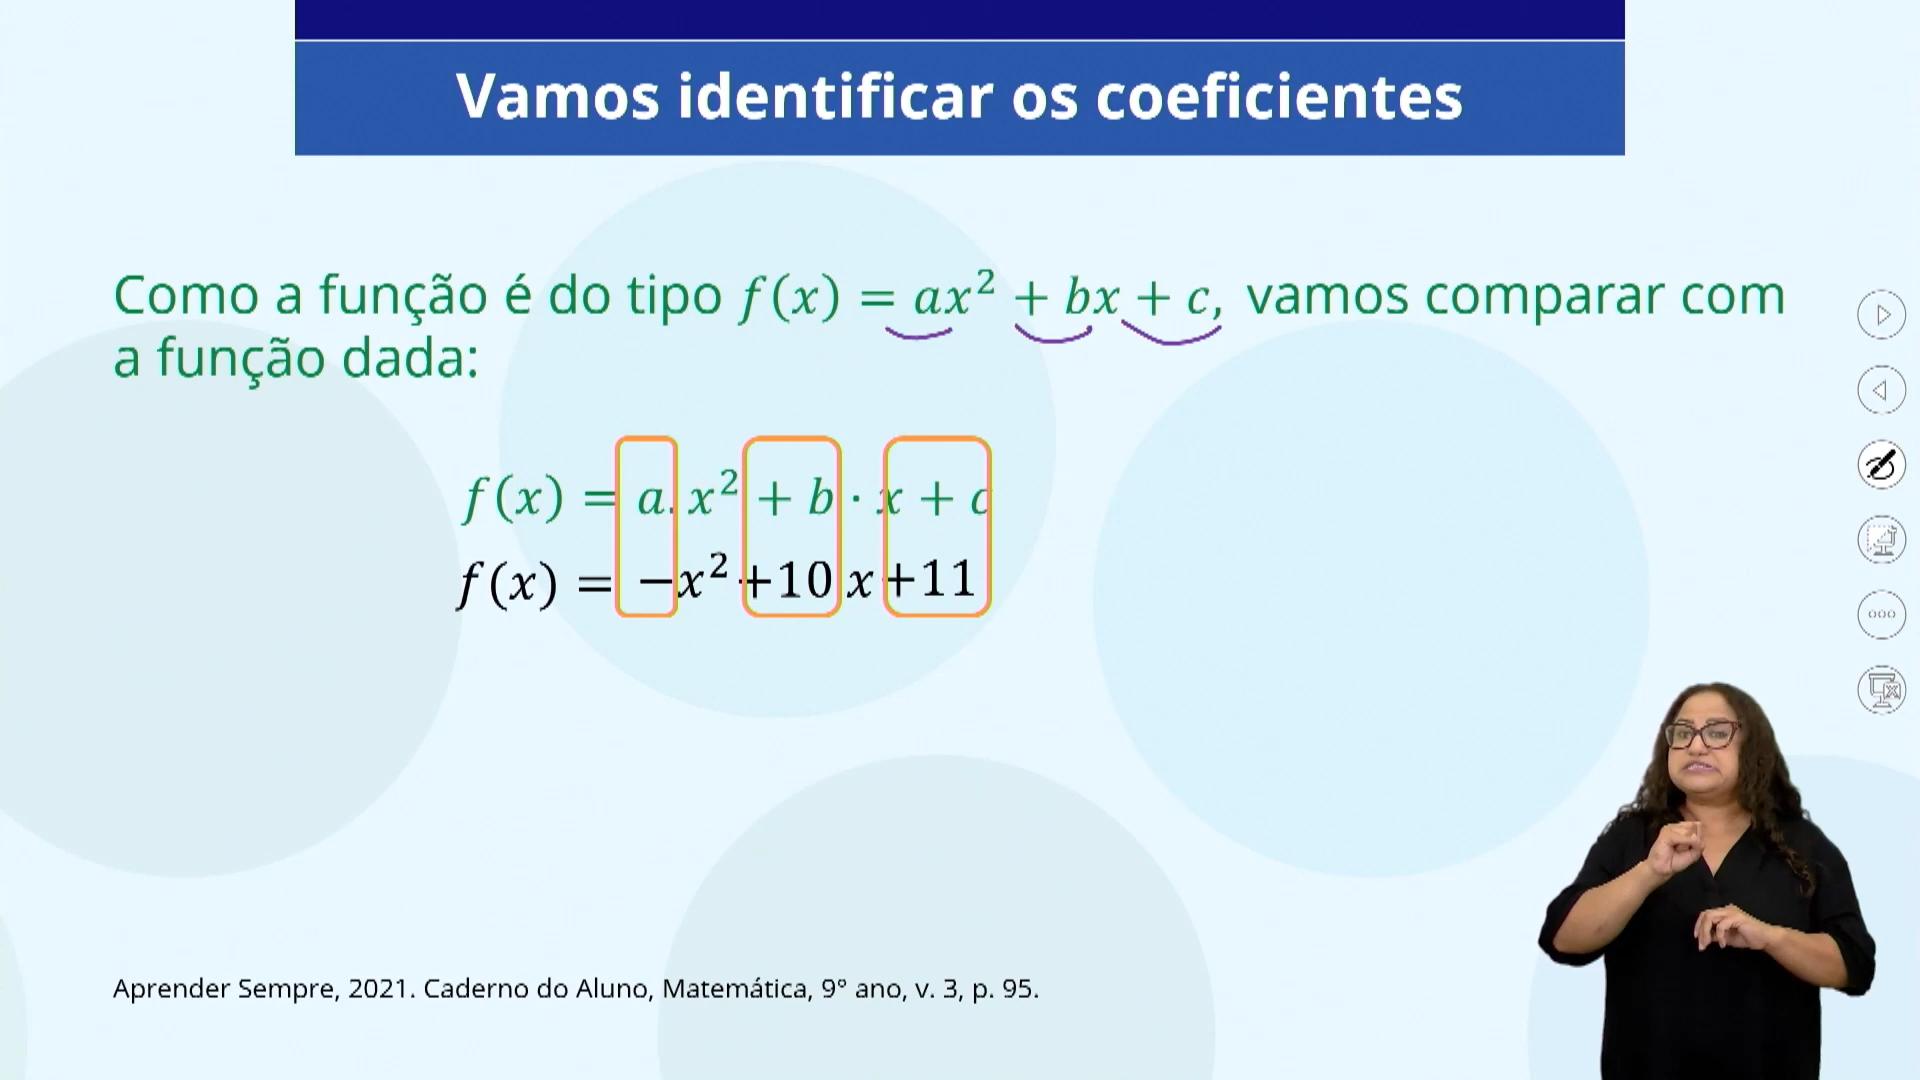 Vamos identificar os coeficientes
Como a função é do tipo f(x) = ax² + bx + c, vamos comparar com
a função dada:
f(x) = a. x² + b · x + c
f(x) = −x² +10 x +11
Aprender Sempre, 2021. Caderno do Aluno, Matemática, 9° ano, v. 3, p. 95.